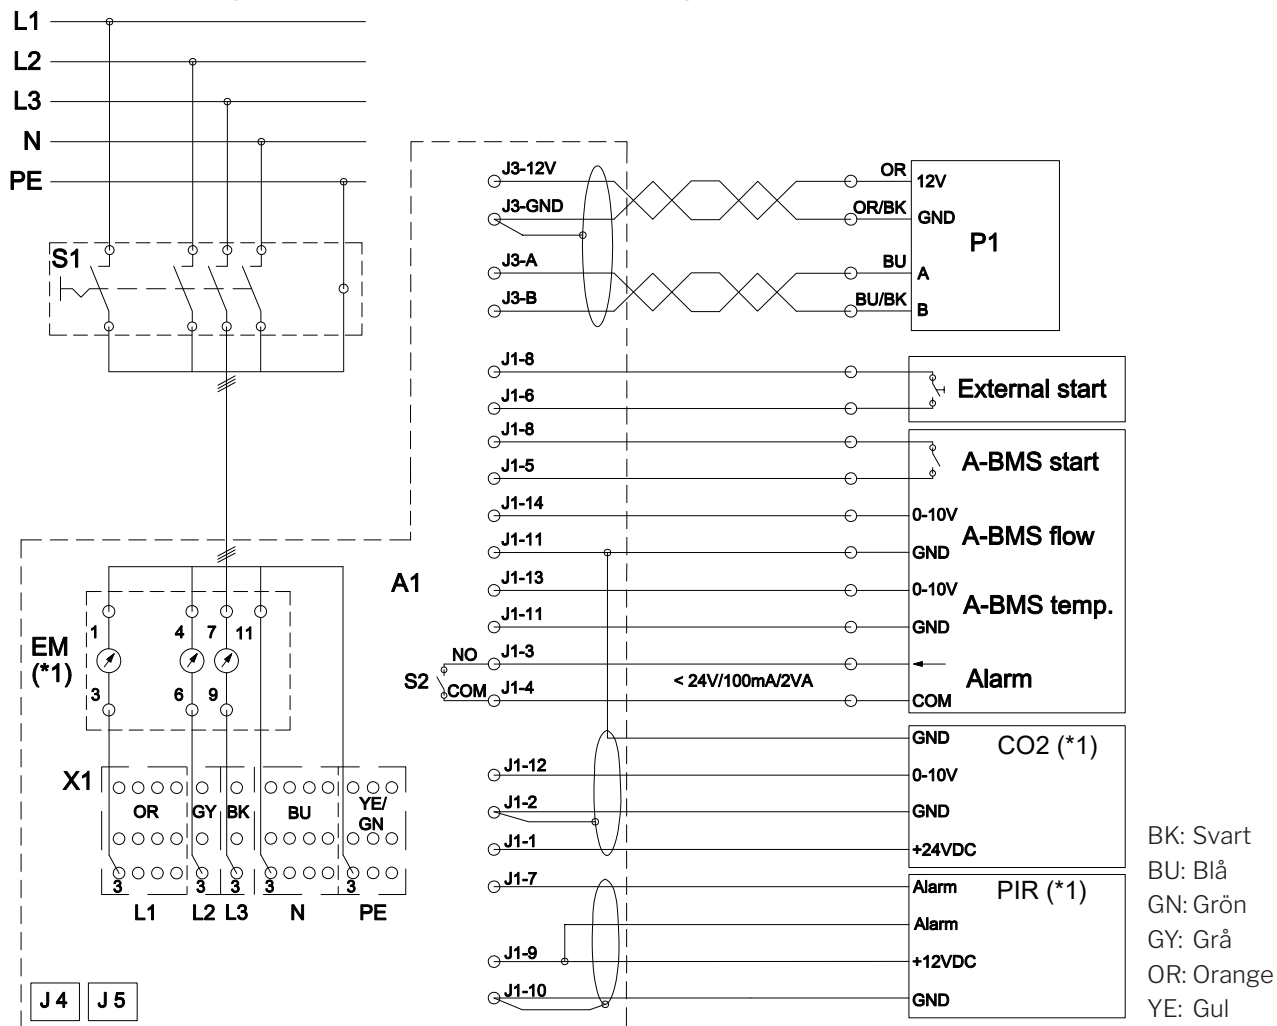 L1
L2
L3
N
PE
S1
J3-12V
J3-GND
J3-A
J3-B
OR
12V
OR/BK
GND
BU
A
BU/BK
B
P1
J1-8
J1-6
External start
J1-8
J1-5
A-BMS start
J1-14
0-10V
J1-11
GND
A-BMS flow
J1-13
0-10V
J1-11
GND
A-BMS temp.
A1
S2
NO
COM
J1-3
J1-4
< 24V/100mA/2VA
Alarm
COM
GND
CO2 (*1)
J1-12
0-10V
J1-2
GND
J1-1
+24VDC
J1-7
Alarm
PIR (*1)
Alarm
J1-9
+12VDC
J1-10
GND
EM
(*1)
1
4
7
11
3
6
9
X1
OR
GY
BK
BU
YE/
GN
3
3
3
3
3
L1
L2
L3
N
PE
J 4
J 5
BK: Svart
BU: Blå
GN: Grön
GY: Grå
OR: Orange
YE: Gul